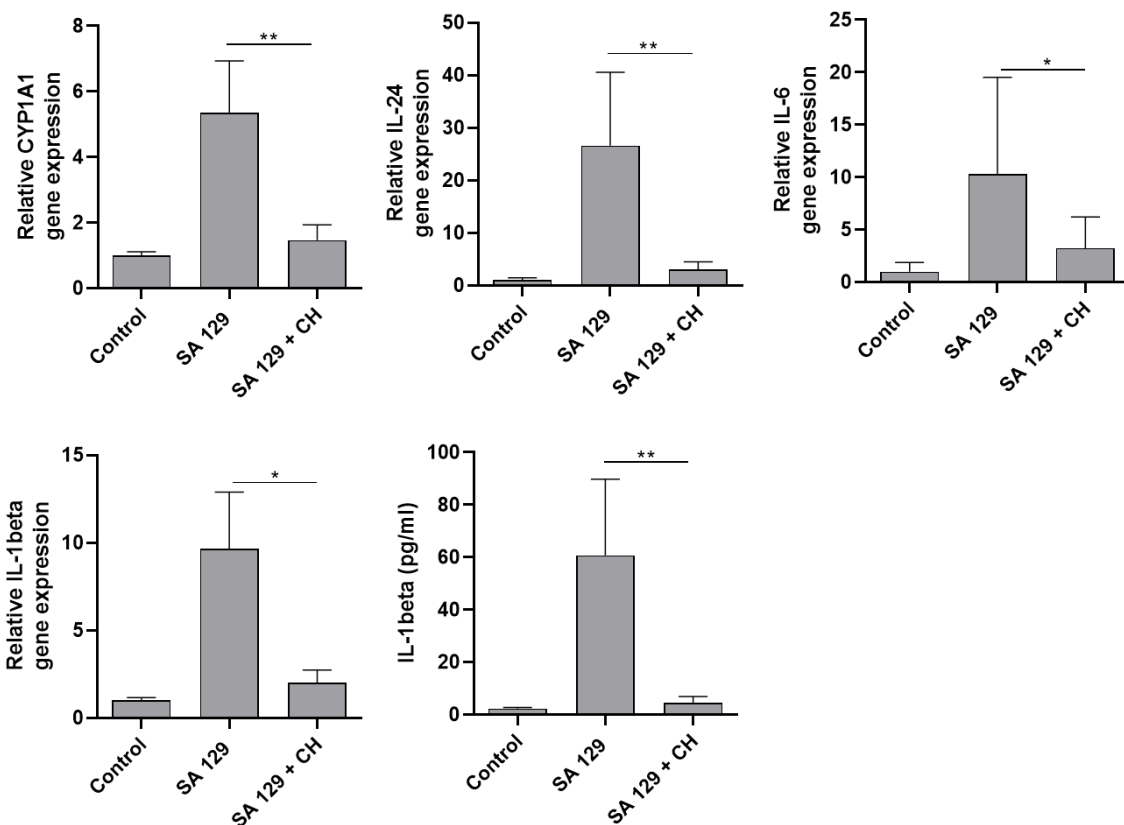 Relative CYP1A1
gene expression
8
6
4
2
0
**
Control
SA 129
SA 129 + CH
Relative IL-24
gene expression
50
40
30
20
10
0
**
Control
SA 129
SA 129 + CH
Relative IL-6
gene expression
25
20
15
10
5
0
*
Control
SA 129
SA 129 + CH
Relative IL-1beta
gene expression
15
10
5
0
*
Control
SA 129
SA 129 + CH
IL-1beta (pg/ml)
100
80
60
40
20
0
**
Control
SA 129
SA 129 + CH